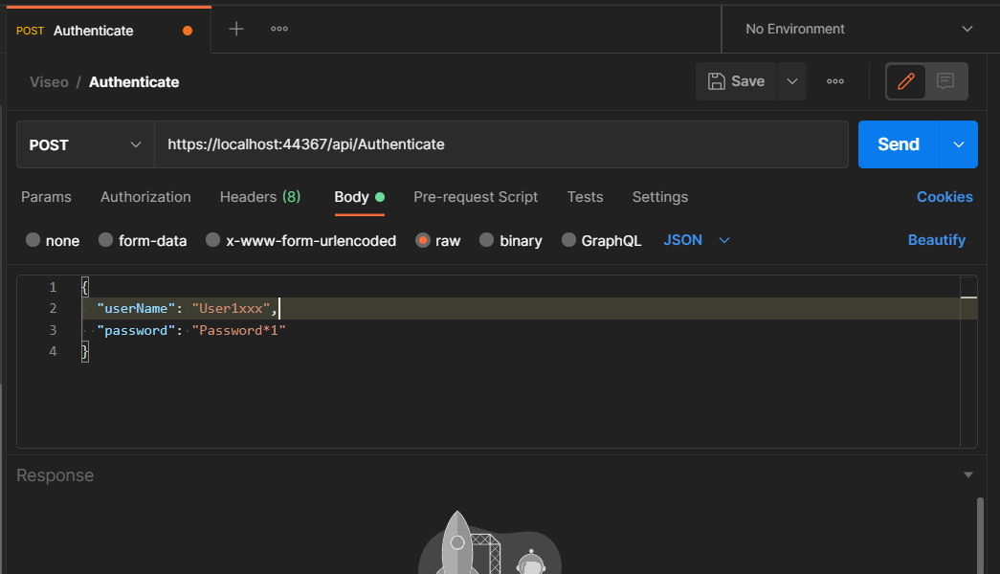 POST Authenticate
No Environment
Viseo / Authenticate
Save
POST https://localhost:44367/api/Authenticate Send
Params Authorization Headers (8) Body Pre-request Script Tests Settings Cookies
none form-data x-www-form-urlencoded raw binary GraphQL JSON Beautify
1 {
2 "userName": "User1xxx",
3 "password": "Password*1"
4 }
Response